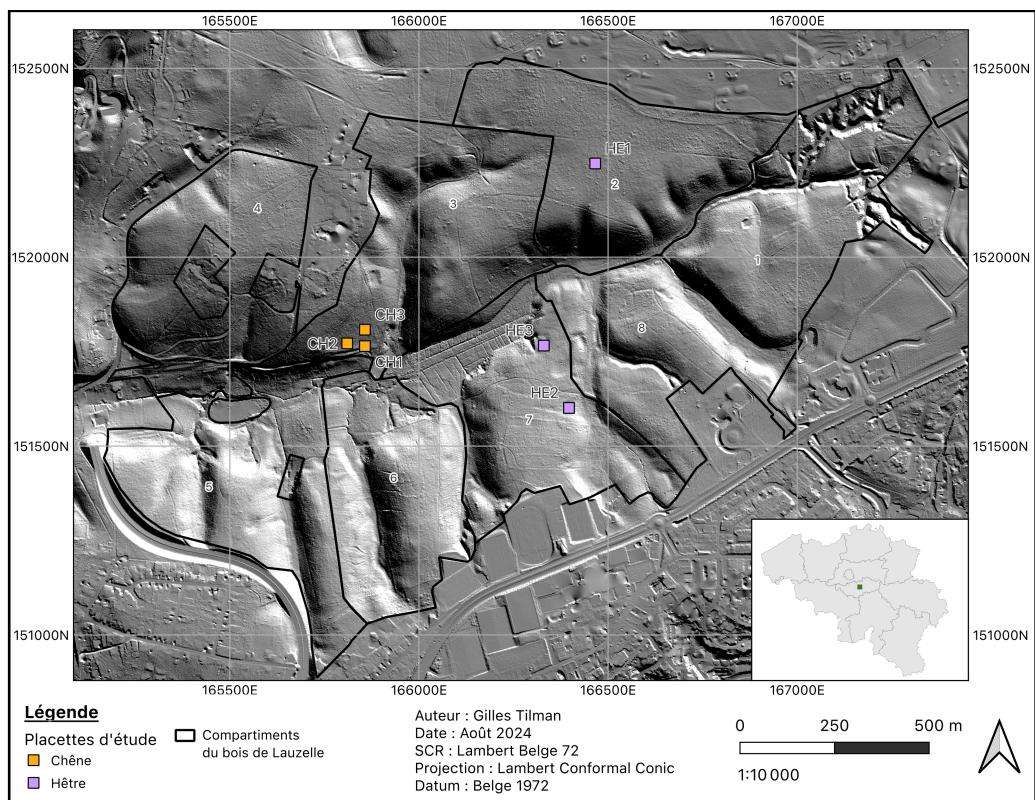 165500E 166000E 166500E 167000E
152500N 152500N
HE1
2
4
3
152000N 152000N
1
CH3
8
CH2
HE3
CH1
HE2
7
151500N 151500N
6
5
151000N 151000N
165500E 166000E 166500E 167000E
Légende
Placettes d'étude
Chêne
Hêtre
Compartiments
du bois de Lauzelle
Auteur : Gilles Tilman
Date : Août 2024
SCR : Lambert Belge 72
Projection : Lambert Conformal Conic
Datum : Belge 1972
0 250 500 m
1:10 000